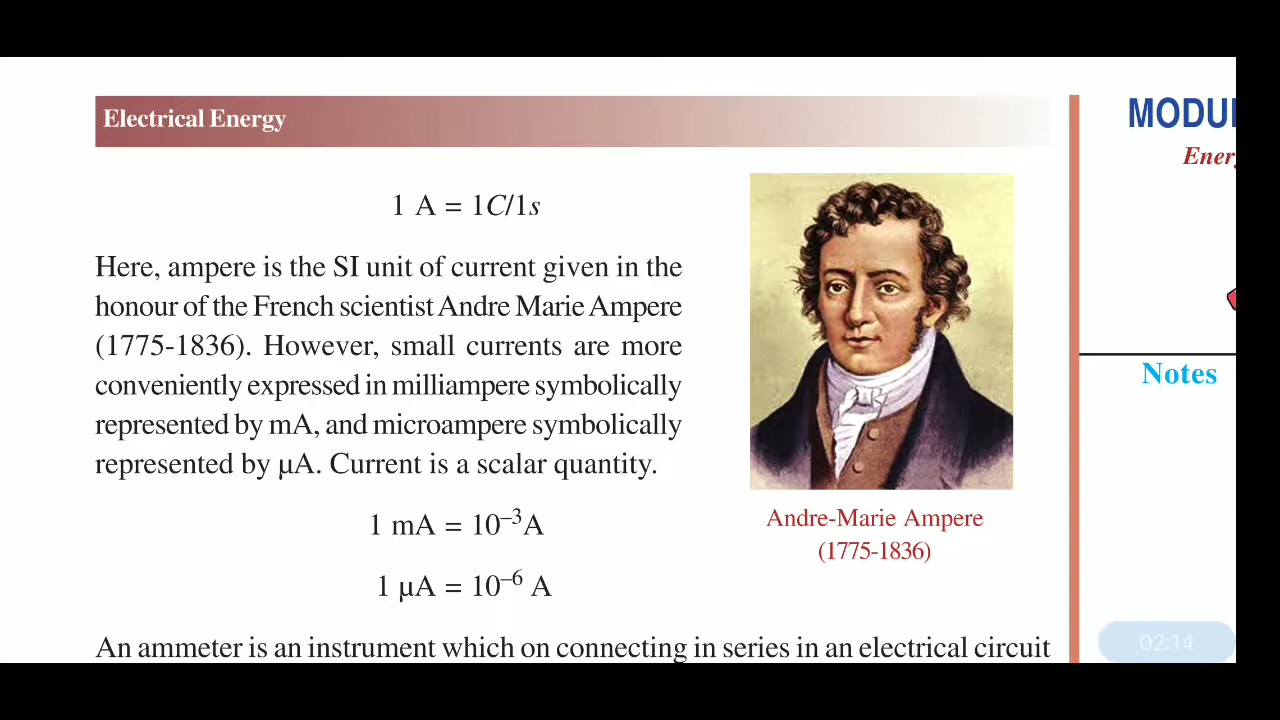 Electrical Energy
1 A = 1C/1s
Here, ampere is the SI unit of current given in the
honour of the French scientist Andre Marie Ampere
(1775-1836). However, small currents are more
conveniently expressed in milliampere symbolically
represented by mA, and microampere symbolically
represented by μA. Current is a scalar quantity.
1 mA = 10⁻³A
1 μA = 10⁻⁶ A
An ammeter is an instrument which on connecting in series in an electrical circuit
Andre-Marie Ampere
(1775-1836)
Notes